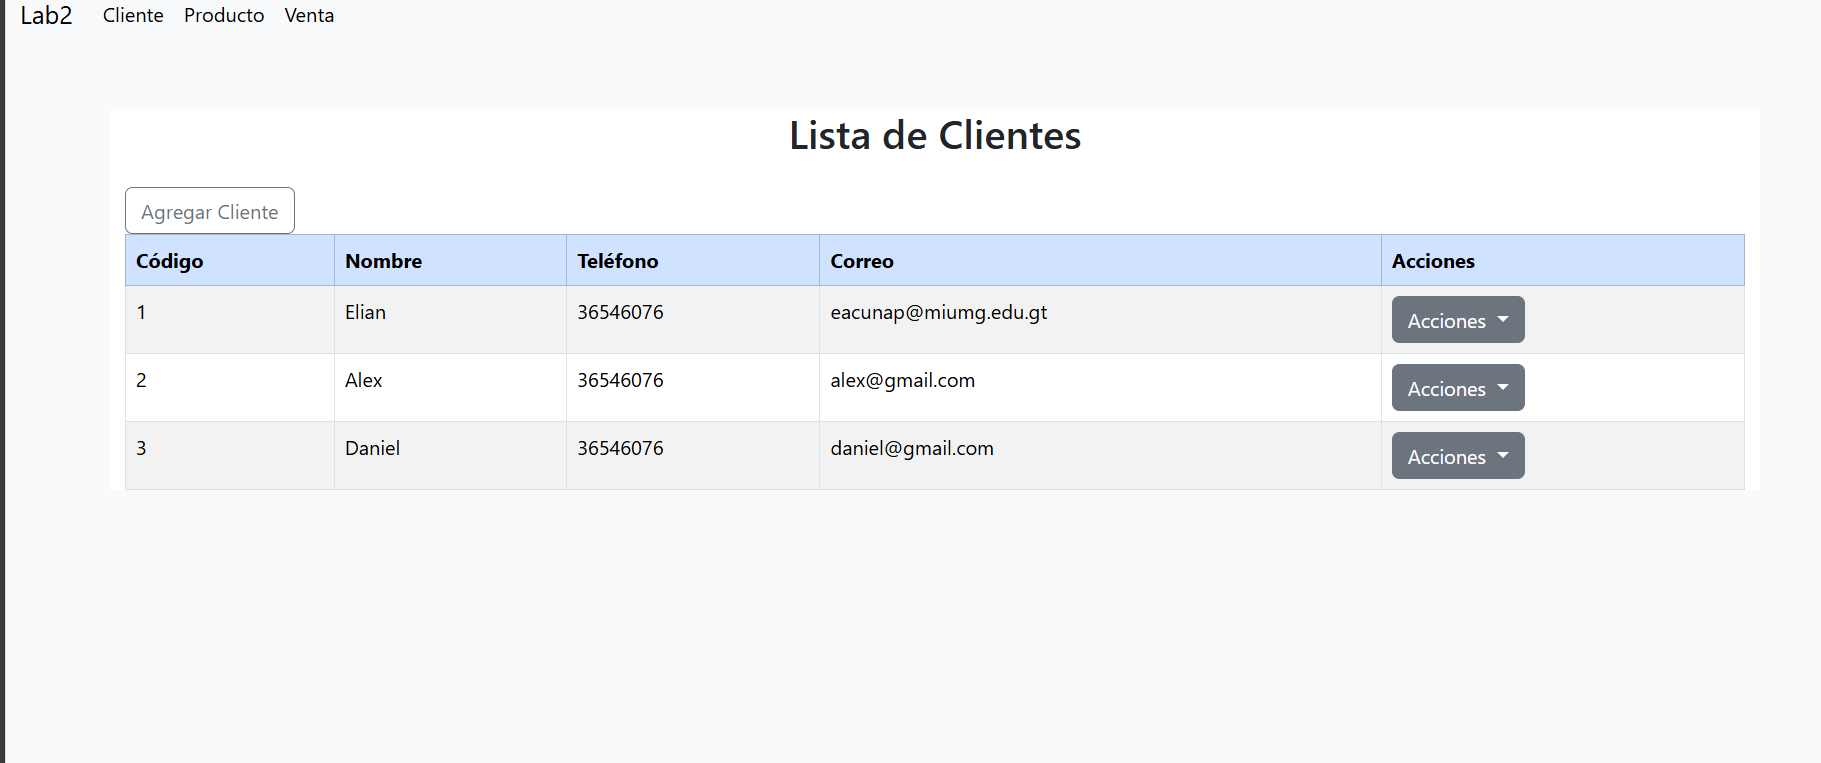 Lab2 Cliente Producto Venta
Lista de Clientes
Agregar Cliente
Código Nombre Teléfono Correo Acciones
1 Elian 36546076 eacunap@miumg.edu.gt Acciones
2 Alex 36546076 alex@gmail.com Acciones
3 Daniel 36546076 daniel@gmail.com Acciones